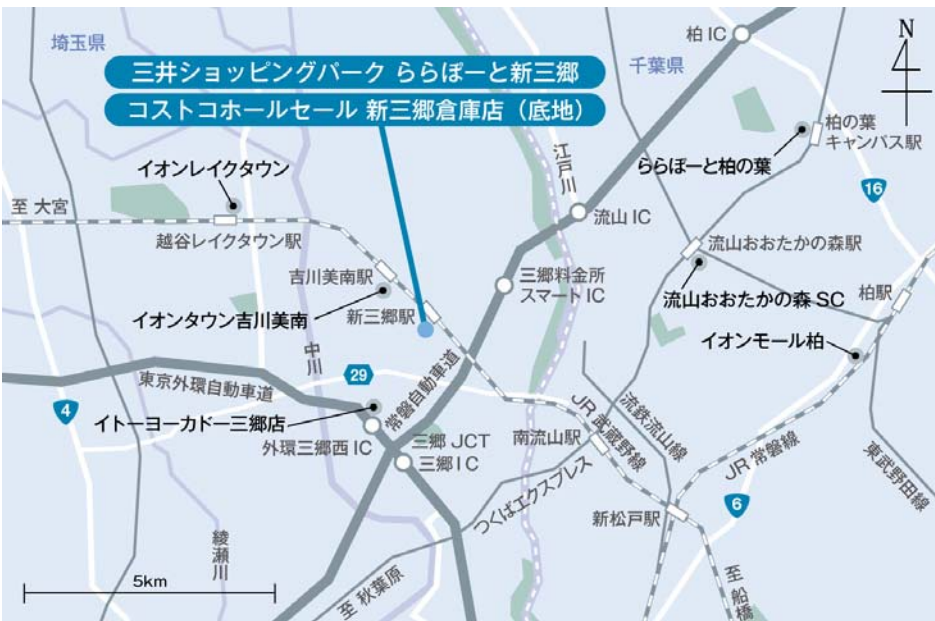 埼玉県
柏 IC
N
三井ショッピングパーク ららぽーと新三郷
千葉県
コストコホールセール 新三郷倉庫店（底地）
柏の葉
キャンパス駅
江戸川
ららぽーと柏の葉
イオンレイクタウン
16
至 大宮
流山 IC
越谷レイクタウン駅
流山おおたかの森駅
吉川美南駅
三郷料金所
スマート IC
柏駅
流山おおたかの森 SC
イオンタウン吉川美南
新三郷駅
イオンモール柏
中川
29
常磐自動車道
東京外環自動車道
4
イトーヨーカドー三郷店
JR 武蔵野線
流鉄流山線
外環三郷西 IC
三郷 JCT
三郷 I C
南流山駅
JR 常磐線
東武野田線
つくばエクスプレス
6
新松戸駅
綾瀬川
5km
至 秋葉原
至 船橋